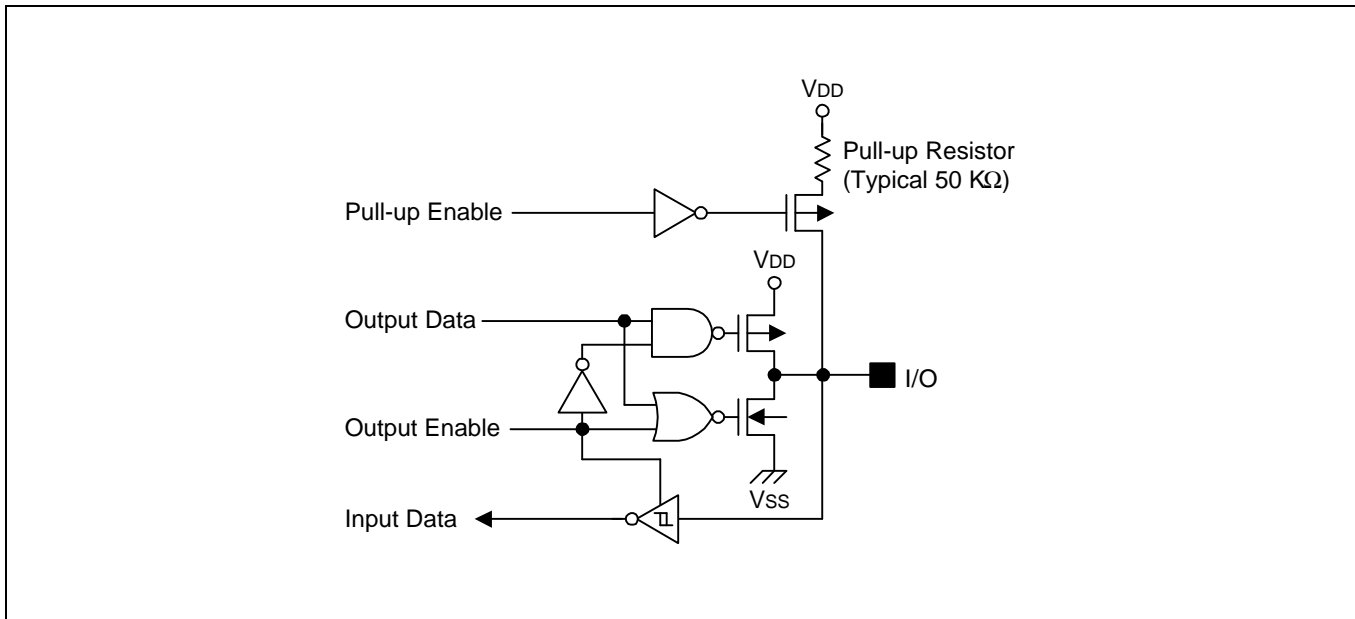 VDD
Pull-up Resistor
(Typical 50 KΩ)
Pull-up Enable
VDD
Output Data
I/O
Output Enable
VSS
Input Data